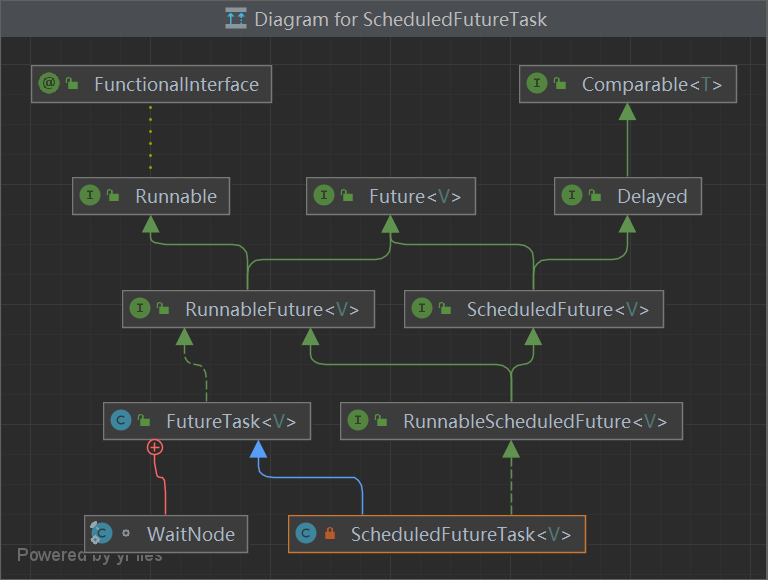 Diagram for ScheduledFutureTask
@ FunctionalInterface
I Comparable<T>
I Runnable
I Future<V>
I Delayed
I RunnableFuture<V>
I ScheduledFuture<V>
C FutureTask<V>
I RunnableScheduledFuture<V>
C WaitNode
C ScheduledFutureTask<V>
Powered by yFiles